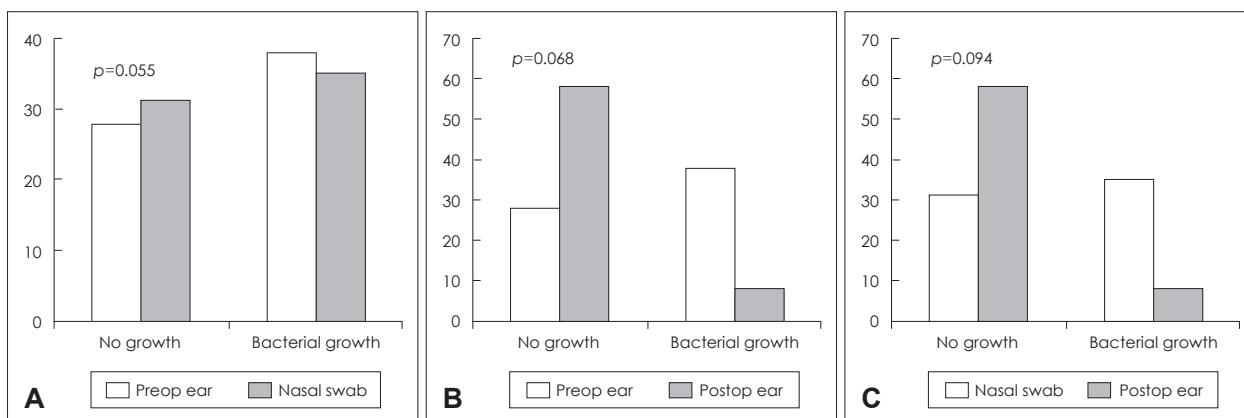 40
30
20
10
0
p=0.055
No growth
Bacterial growth
Preop ear
Nasal swab
A
70
60
50
40
30
20
10
0
p=0.068
No growth
Bacterial growth
Preop ear
Postop ear
B
70
60
50
40
30
20
10
0
p=0.094
No growth
Bacterial growth
Nasal swab
Postop ear
C